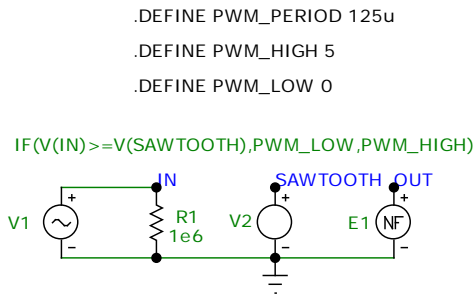 .DEFINE PWM_PERIOD 125u
.DEFINE PWM_HIGH 5
.DEFINE PWM_LOW 0
IF(V(IN)>=V(SAWTOOTH),PWM_LOW,PWM_HIGH)
IN SAWTOOTH OUT
V1 R1 V2 E1 NF
1e6